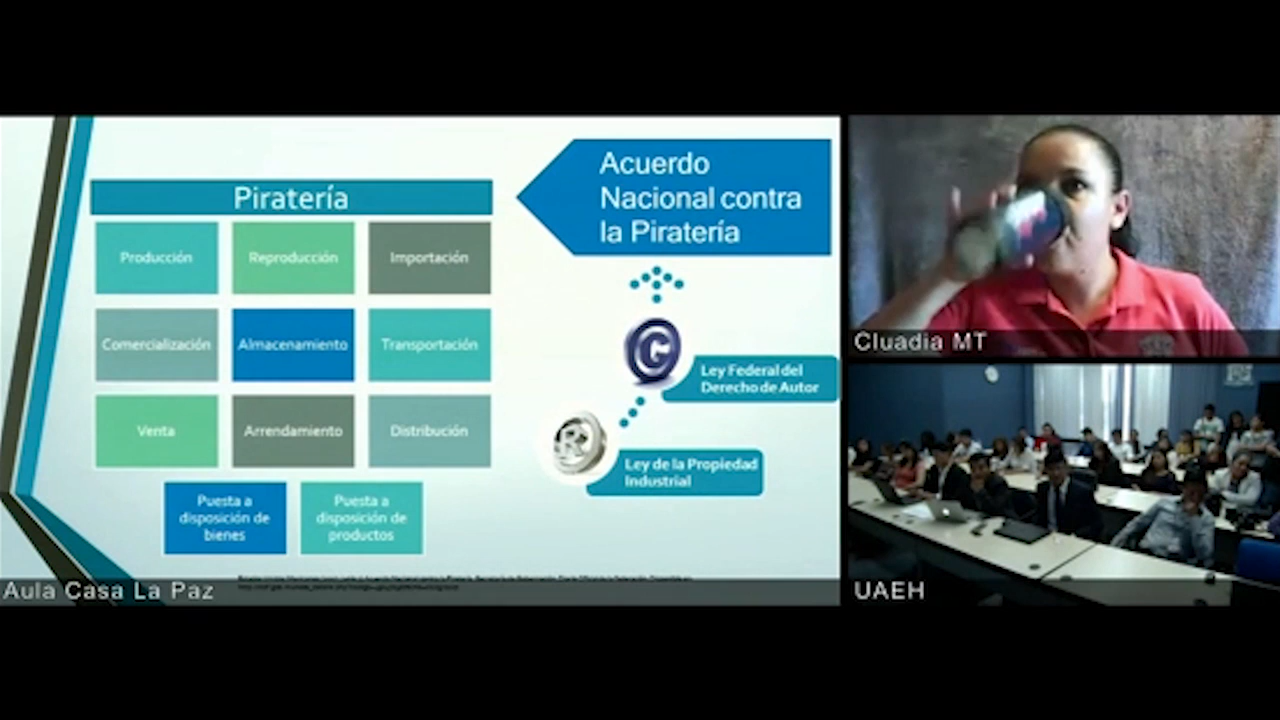 Piratería
Producción
Reproducción
Importación
Comercialización
Almacenamiento
Transportación
Venta
Arrendamiento
Distribución
Puesta a
disposición de
bienes
Puesta a
disposición de
productos
Acuerdo
Nacional contra
la Piratería
G
Ley Federal del
Derecho de Autor
R
Ley de la Propiedad
Industrial
Aula Casa La Paz
Cluadia MT
UAEH